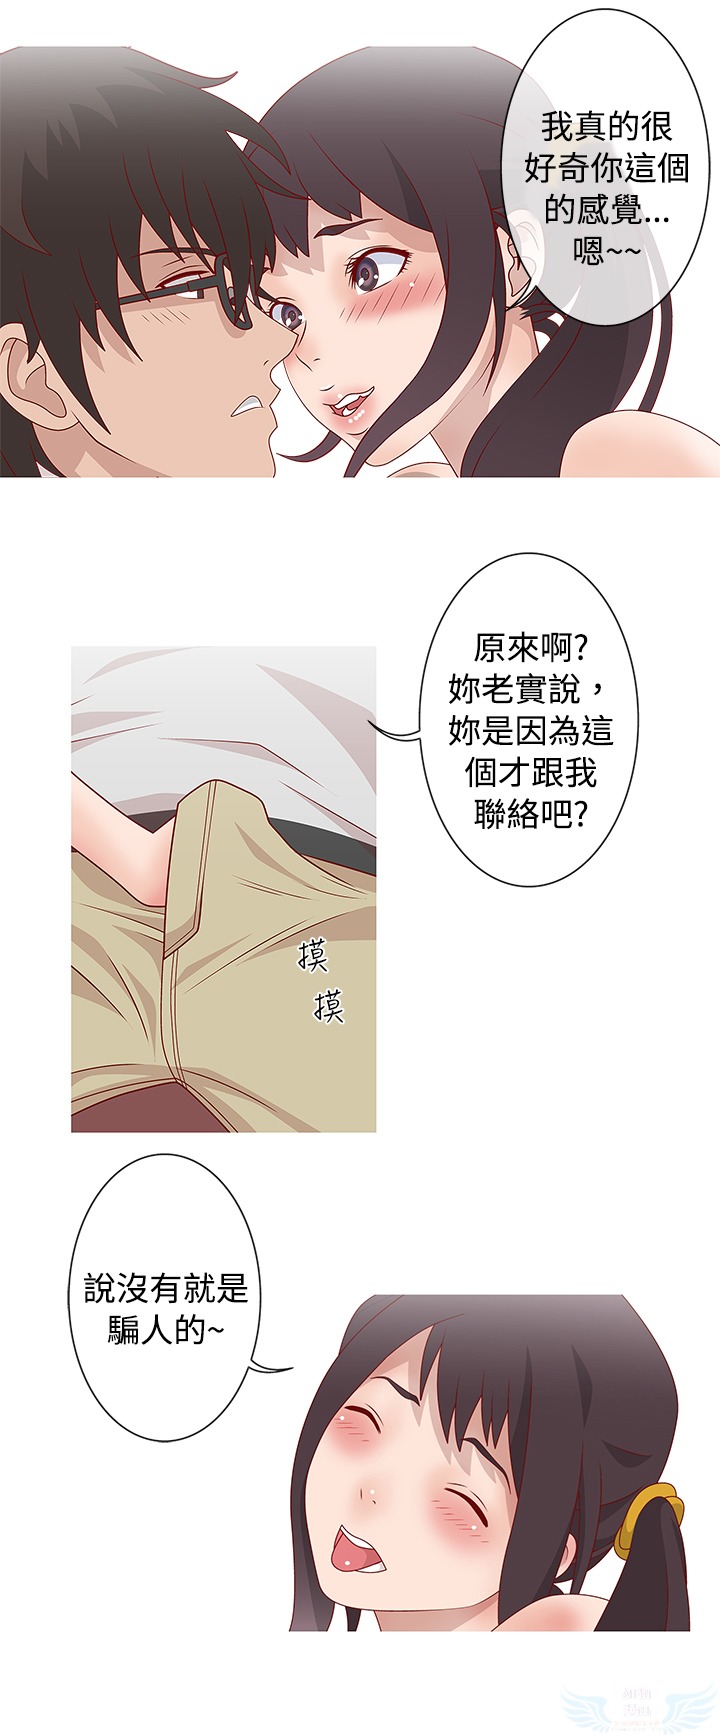 我真的很
好奇你這個
的感覺...
嗯~~
原來啊?
妳老實說，
妳是因為這
個才跟我
聯絡吧?
摸
摸
說沒有就是
騙人的~